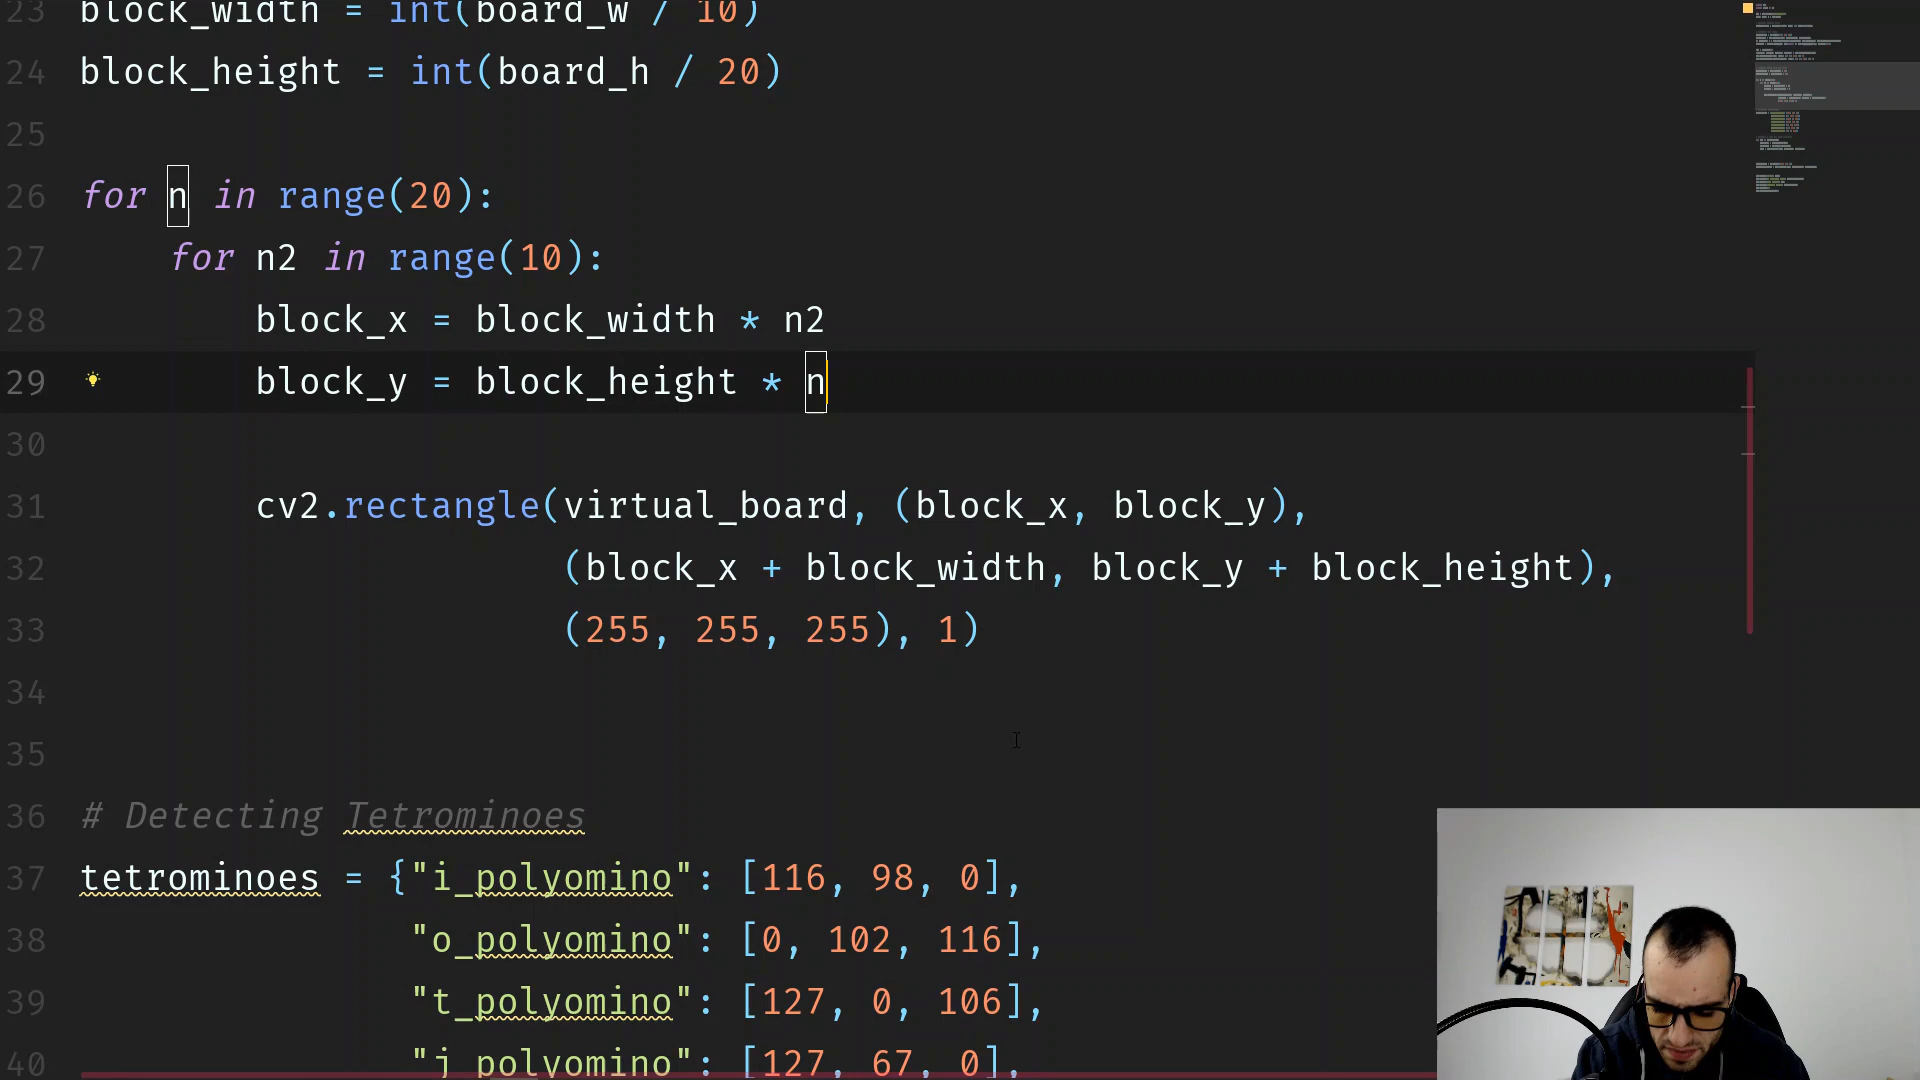 23 block_width = int(board_w / 10)
24 block_height = int(board_h / 20)
25
26 for n in range(20):
27 for n2 in range(10):
28 block_x = block_width * n2
29 block_y = block_height * n
30
31 cv2.rectangle(virtual_board, (block_x, block_y),
32 (block_x + block_width, block_y + block_height),
33 (255, 255, 255), 1)
34
35
36 # Detecting Tetrominoes
37 tetrominoes = {"i_polyomino": [116, 98, 0],
38 "o_polyomino": [0, 102, 116],
39 "t_polyomino": [127, 0, 106],
40 "j_polyomino": [127, 67, 0],